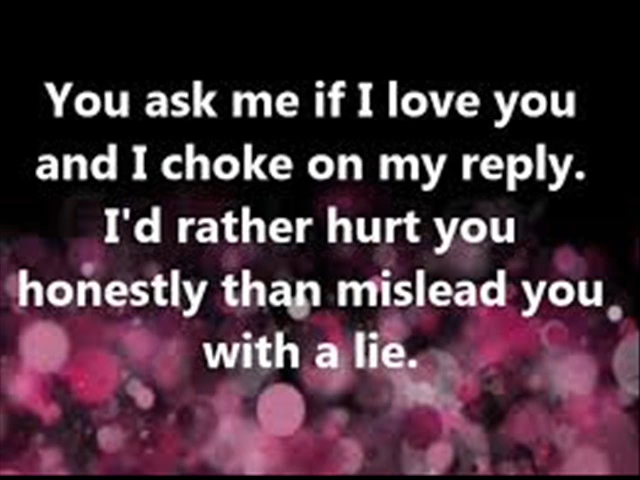 You ask me if I love you
and I choke on my reply.
I'd rather hurt you
honestly than mislead you
with a lie.